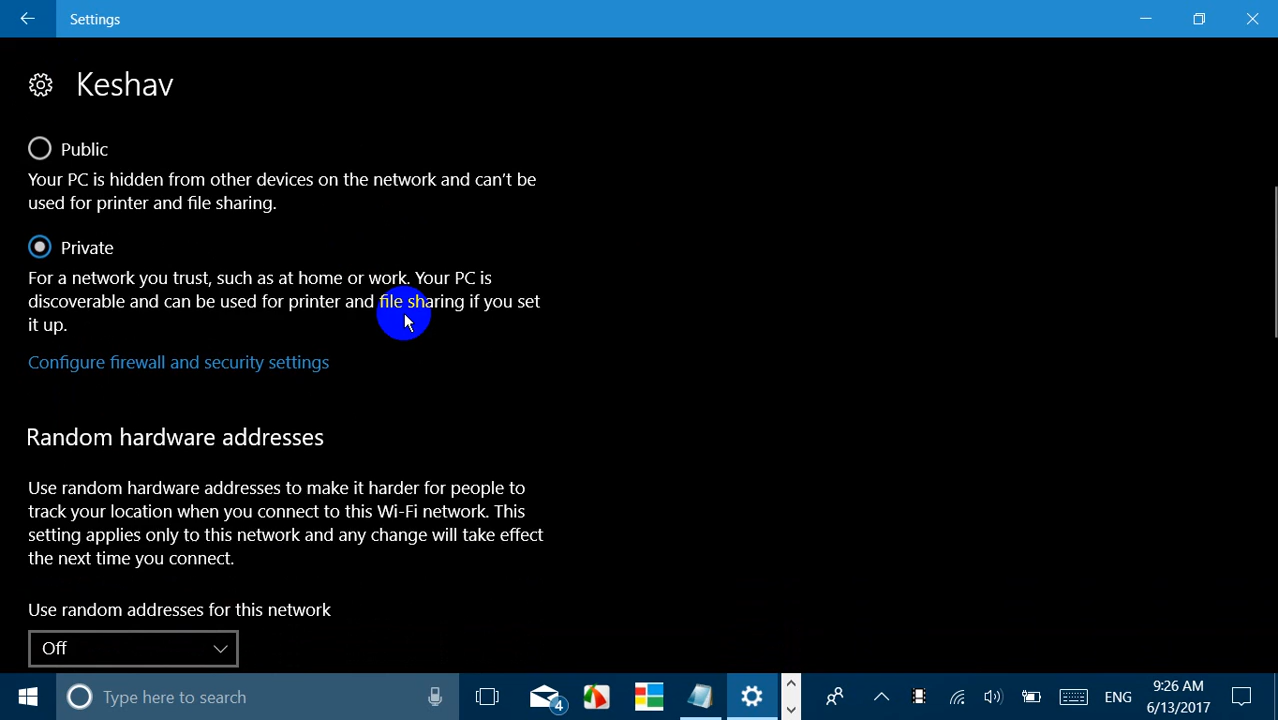 Settings
Keshav
Public
Your PC is hidden from other devices on the network and can't be
used for printer and file sharing.
Private
For a network you trust, such as at home or work. Your PC is
discoverable and can be used for printer and file sharing if you set
it up.
Configure firewall and security settings
Random hardware addresses
Use random hardware addresses to make it harder for people to
track your location when you connect to this Wi-Fi network. This
setting applies only to this network and any change will take effect
the next time you connect.
Use random addresses for this network
Off
Type here to search
4
ENG
9:26 AM
6/13/2017